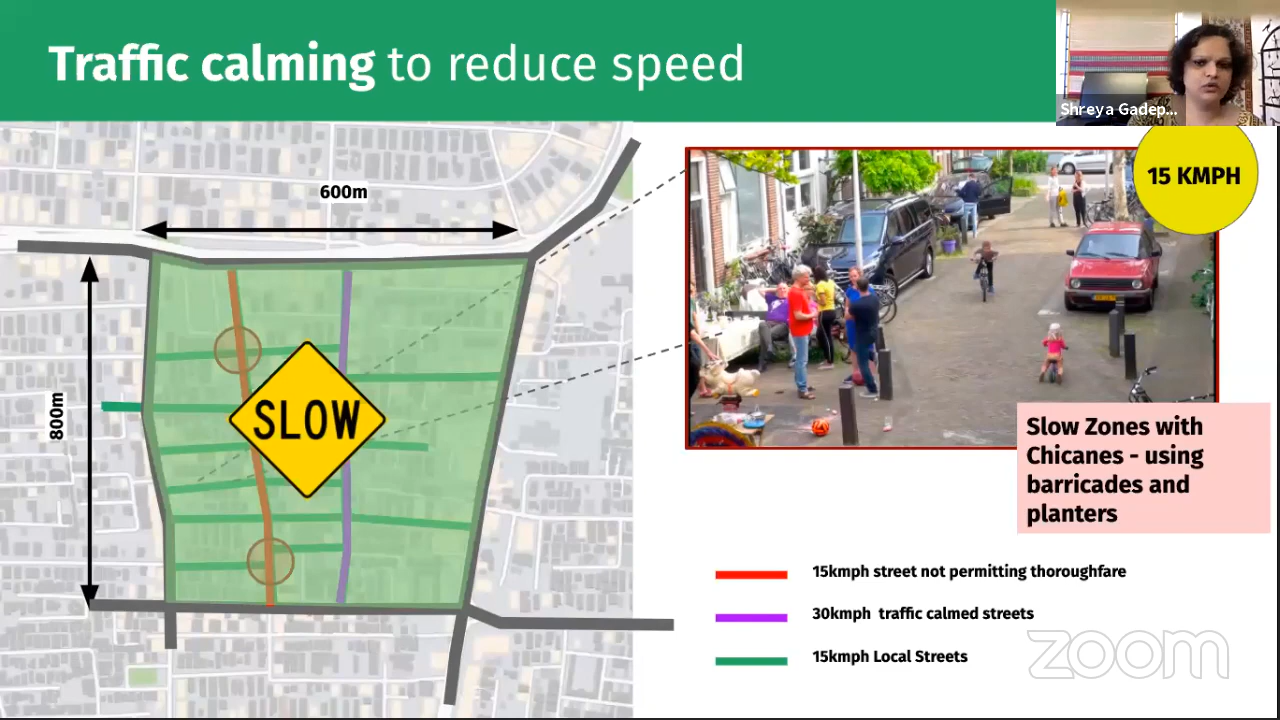 Traffic calming to reduce speed
Shreya Gadep...
15 KMPH
600m
800m
SLOW
Slow Zones with
Chicanes - using
barricades and
planters
15kmph street not permitting thoroughfare
30kmph traffic calmed streets
15kmph Local Streets
zoom